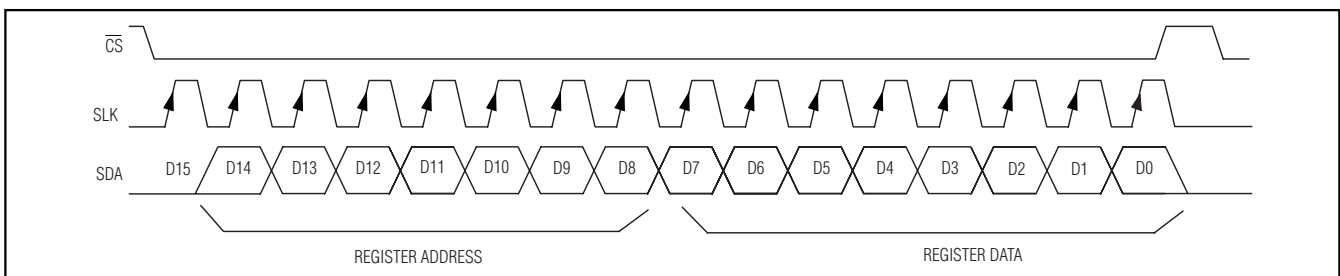 CS
SLK
SDA D15 D14 D13 D12 D11 D10 D9 D8 D7 D6 D5 D4 D3 D2 D1 D0
REGISTER ADDRESS REGISTER DATA